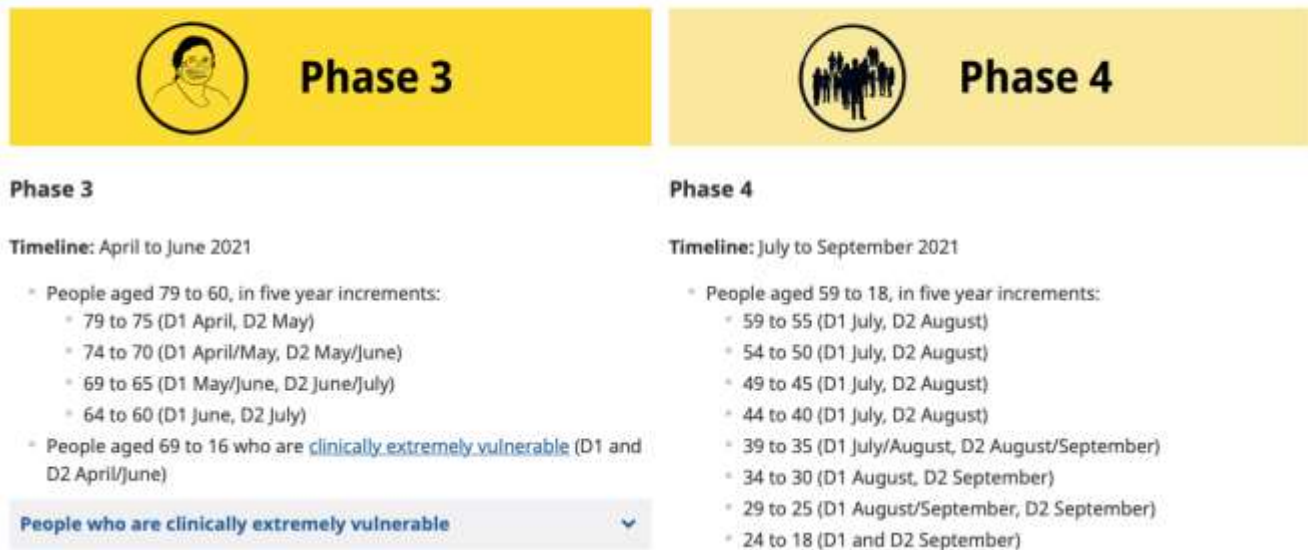 Phase 3
Phase 3
Timeline: April to June 2021
People aged 79 to 60, in five year increments:
79 to 75 (D1 April, D2 May)
74 to 70 (D1 April/May, D2 May/June)
69 to 65 (D1 May/June, D2 June/July)
64 to 60 (D1 June, D2 July)
People aged 69 to 16 who are clinically extremely vulnerable (D1 and
D2 April/June)
People who are clinically extremely vulnerable
Phase 4
Phase 4
Timeline: July to September 2021
People aged 59 to 18, in five year increments:
59 to 55 (D1 July, D2 August)
54 to 50 (D1 July, D2 August)
49 to 45 (D1 July, D2 August)
44 to 40 (D1 July, D2 August)
39 to 35 (D1 July/August, D2 August/September)
34 to 30 (D1 August, D2 September)
29 to 25 (D1 August/September, D2 September)
24 to 18 (D1 and D2 September)